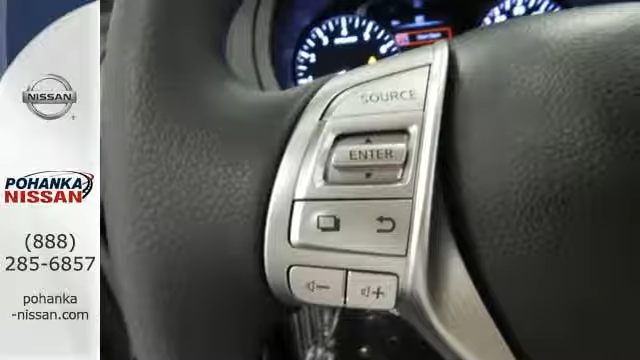 NISSAN
POHANKA
NISSAN
(888)
285-6857
pohanka
-nissan.com
SOURCE
ENTER